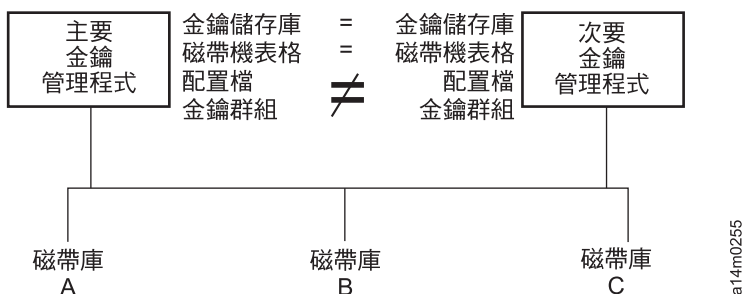 主要
金鑰
管理程式
金鑰儲存庫 = 金鑰儲存庫
磁帶機表格 = 磁帶機表格
配置檔 ≠ 配置檔
金鑰群組 金鑰群組
次要
金鑰
管理程式
磁帶庫
A
磁帶庫
B
磁帶庫
C
a14m0255